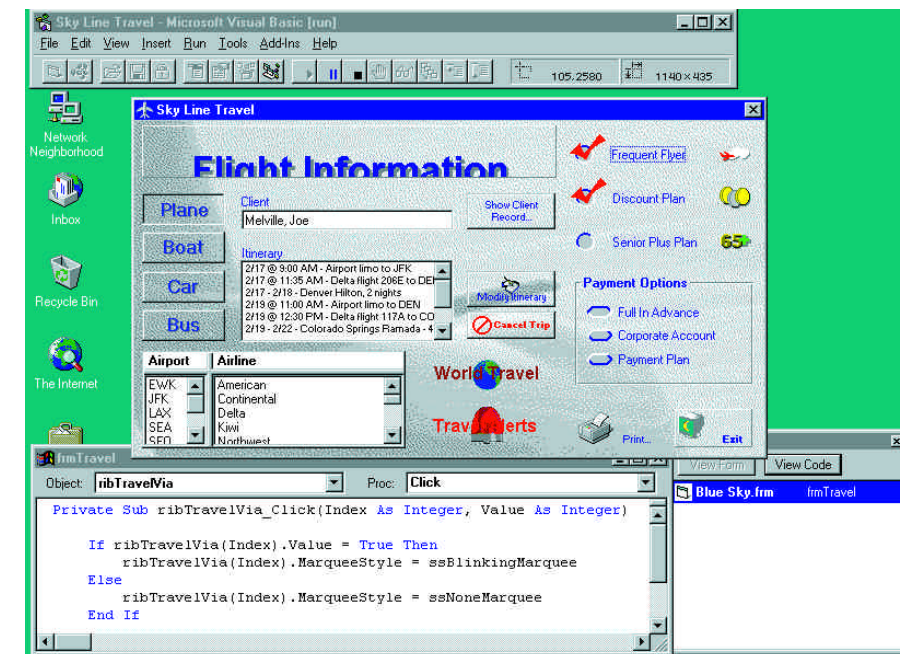 Sky Line Travel - Microsoft Visual Basic [run]
File Edit View Insert Run Tools Add-Ins Help
105,2580 1140×435
Network
Neighborhood
Inbox
Recycle Bin
The Internet
Sky Line Travel
Flight Information
Plane
Boat
Car
Bus
Client
Melville, Joe
Show Client
Record...
Itinerary
2/17 @ 9:00 AM - Airport limo to JFK
2/17 @ 11:35 AM - Delta flight 206E to DEN
2/17 - 2/18 - Denver Hilton, 2 nights
2/19 @ 11:00 AM - Airport limo to DEN
2/19 @ 12:30 PM - Delta flight 117A to CO
2/19 - 2/22 - Colorado Springs Ramada - 4
Modify Itinerary
Cancel Trip
Frequent Flyer
Discount Plan
Senior Plus Plan 65+
Payment Options
Full In Advance
Corporate Account
Payment Plan
Airport Airline
EWK
JFK
LAX
SEA
SFO
American
Continental
Delta
Kiwi
Northwest
World Travel
Travel Alerts
Print...
Exit
frmTravel
Object: ribTravelVia Proc: Click
Private Sub ribTravelVia_Click(Index As Integer, Value As Integer)
If ribTravelVia(Index).Value = True Then
ribTravelVia(Index).MarqueeStyle = ssBlinkingMarquee
Else
ribTravelVia(Index).MarqueeStyle = ssNoneMarquee
End If
View Form View Code
Blue Sky.frm frmTravel